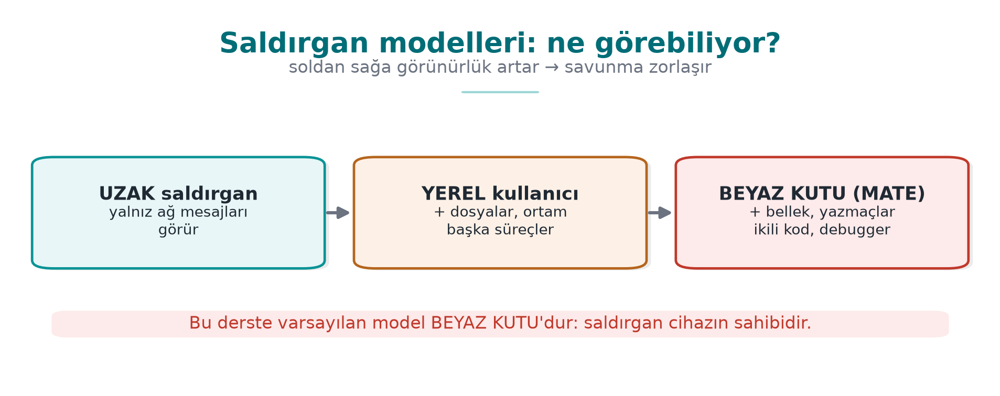 Saldırgan modelleri: ne görebiliyor?
soldan sağa görünürlük artar → savunma zorlaşır
UZAK saldırgan
yalnız ağ mesajları
görür
YEREL kullanıcı
+ dosyalar, ortam
başka süreçler
BEYAZ KUTU (MATE)
+ bellek, yazmaçlar
ikili kod, debugger
Bu derste varsayılan model BEYAZ KUTU'dur: saldırgan cihazın sahibidir.